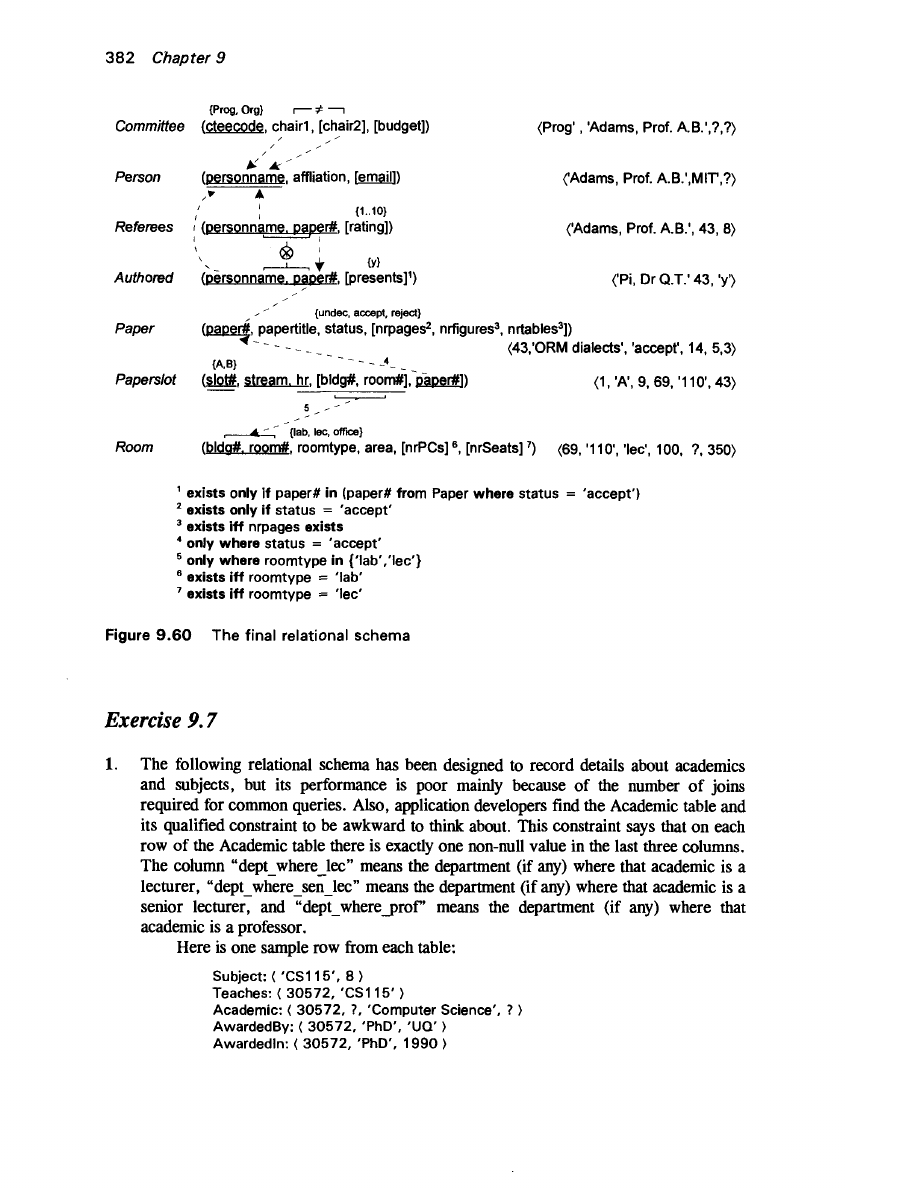 382 Chapter 9
{Prog, Org} ≠
Committee (cteecode, chair1, [chair2], [budget]) ⟨Prog' , 'Adams, Prof. A.B.',?,?⟩
Person (personname, affliation, [email]) ⟨'Adams, Prof. A.B.',MIT',?⟩
{1..10}
Referees (personname, paper#, [rating]) ⟨'Adams, Prof. A.B.', 43, 8⟩
⊗
{y}
Authored (personname, paper#, [presents]¹) ⟨'Pi, Dr Q.T.' 43, 'y'⟩
{undec, accept, reject}
Paper (paper#, papertitle, status, [nrpages², nrfigures³, nrtables³])
⟨43,'ORM dialects', 'accept', 14, 5,3⟩
{A,B} 4
Paperslot (slot#, stream, hr, [bldg#, room#], paper#]) ⟨1, 'A', 9, 69, '110', 43⟩
5
{lab, lec, office}
Room (bldg#, room#, roomtype, area, [nrPCs] ⁶, [nrSeats] ⁷) ⟨69, '110', 'lec', 100, ?, 350⟩
¹ exists only if paper# in (paper# from Paper where status = 'accept')
² exists only if status = 'accept'
³ exists iff nrpages exists
⁴ only where status = 'accept'
⁵ only where roomtype in {'lab','lec'}
⁶ exists iff roomtype = 'lab'
⁷ exists iff roomtype = 'lec'
Figure 9.60 The final relational schema
Exercise 9.7
1. The following relational schema has been designed to record details about academics
and subjects, but its performance is poor mainly because of the number of joins
required for common queries. Also, application developers find the Academic table and
its qualified constraint to be awkward to think about. This constraint says that on each
row of the Academic table there is exactly one non-null value in the last three columns.
The column "dept_where_lec" means the department (if any) where that academic is a
lecturer, "dept_where_sen_lec" means the department (if any) where that academic is a
senior lecturer, and "dept_where_prof" means the department (if any) where that
academic is a professor.
Here is one sample row from each table:
Subject: ⟨ 'CS115', 8 ⟩
Teaches: ⟨ 30572, 'CS115' ⟩
Academic: ⟨ 30572, ?, 'Computer Science', ? ⟩
AwardedBy: ⟨ 30572, 'PhD', 'UQ' ⟩
AwardedIn: ⟨ 30572, 'PhD', 1990 ⟩